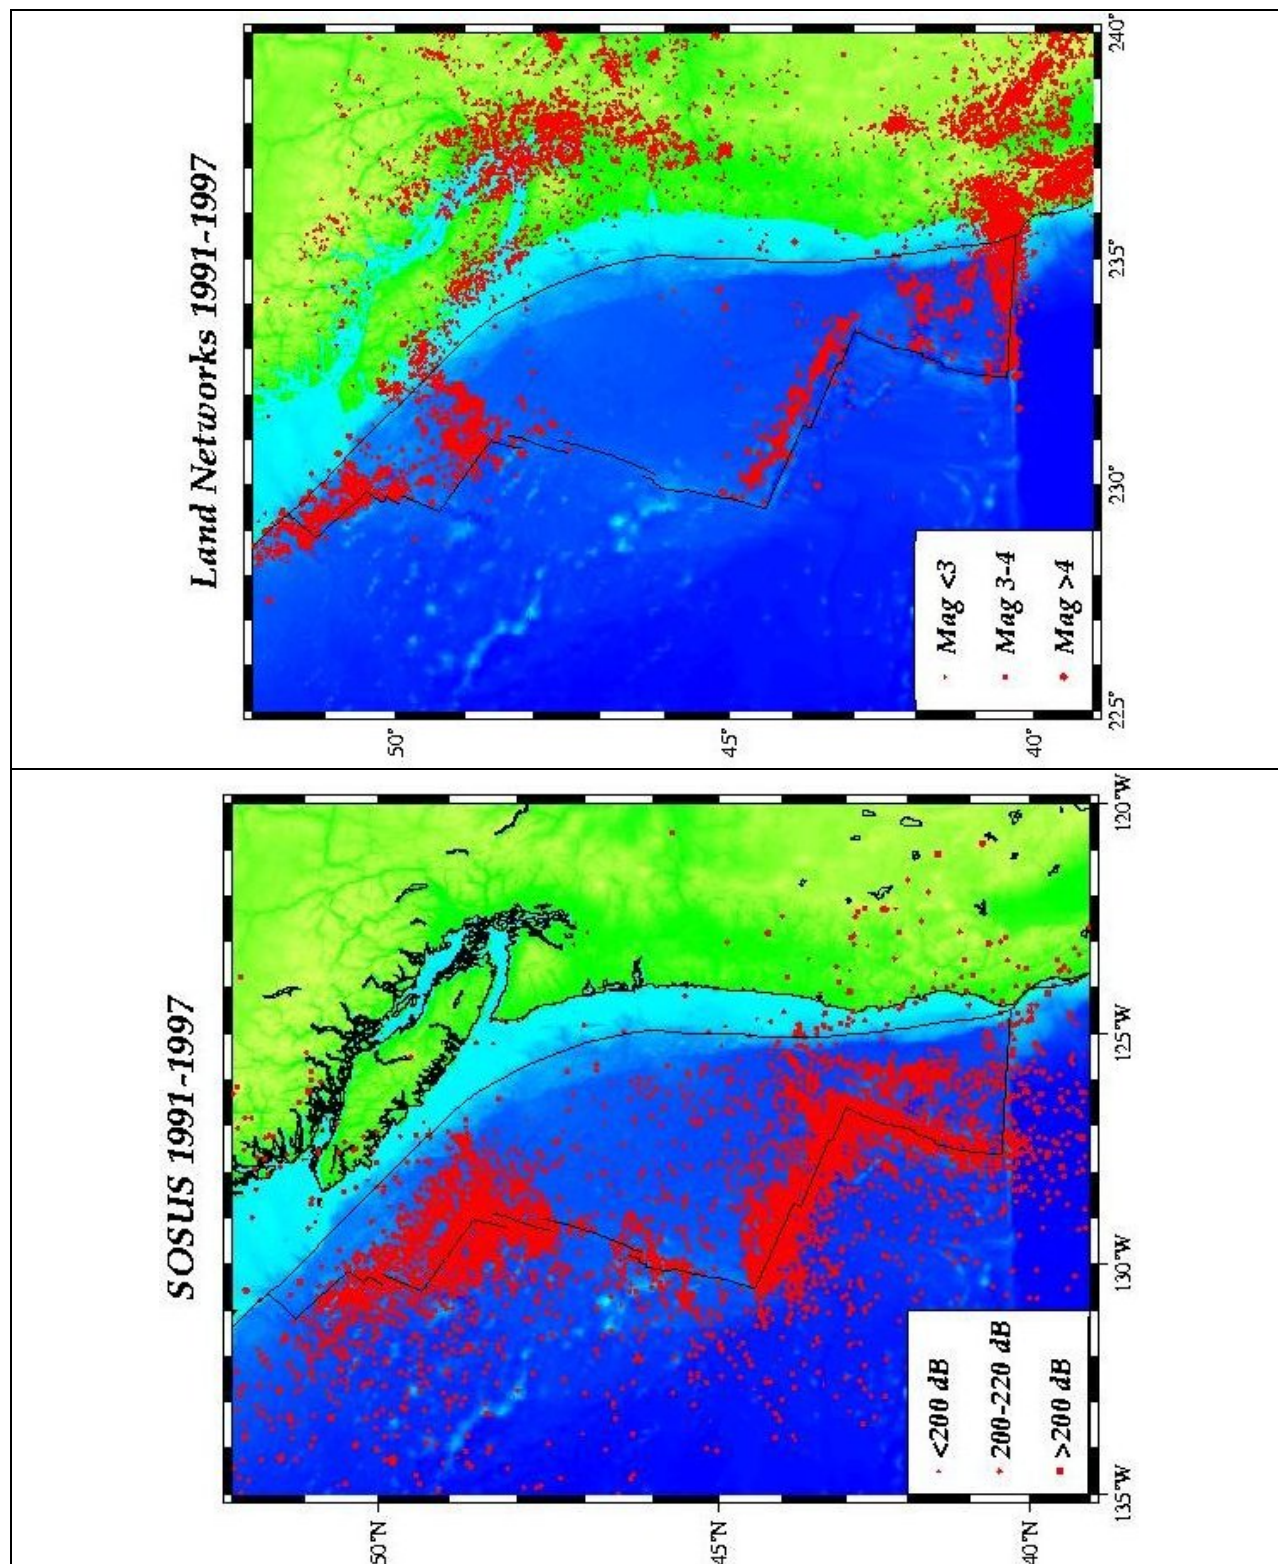 Land Networks 1991-1997
50°
45°
40°
225°
230°
235°
240°
Mag <3
Mag 3-4
Mag >4
SOSUS 1991-1997
50°N
45°N
40°N
135°W
130°W
125°W
120°W
<200 dB
200-220 dB
>200 dB